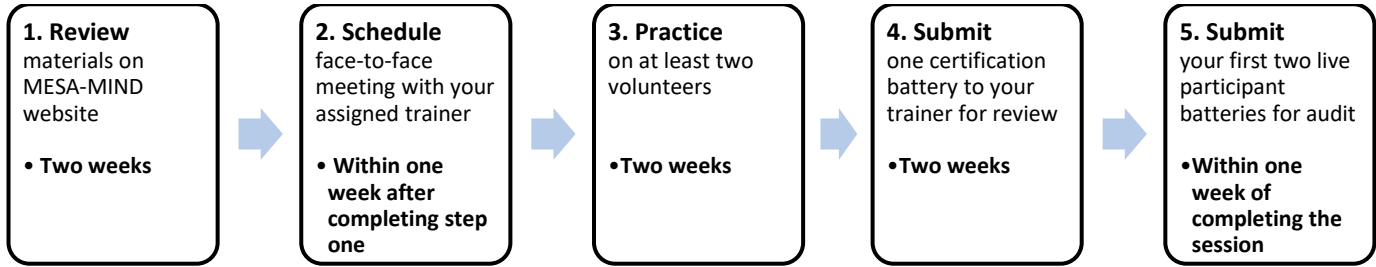 1. Review
materials on
MESA-MIND
website
• Two weeks
2. Schedule
face-to-face
meeting with your
assigned trainer
• Within one
week after
completing step
one
3. Practice
on at least two
volunteers
•Two weeks
4. Submit
one certification
battery to your
trainer for review
•Two weeks
5. Submit
your first two live
participant
batteries for audit
•Within one
week of
completing the
session